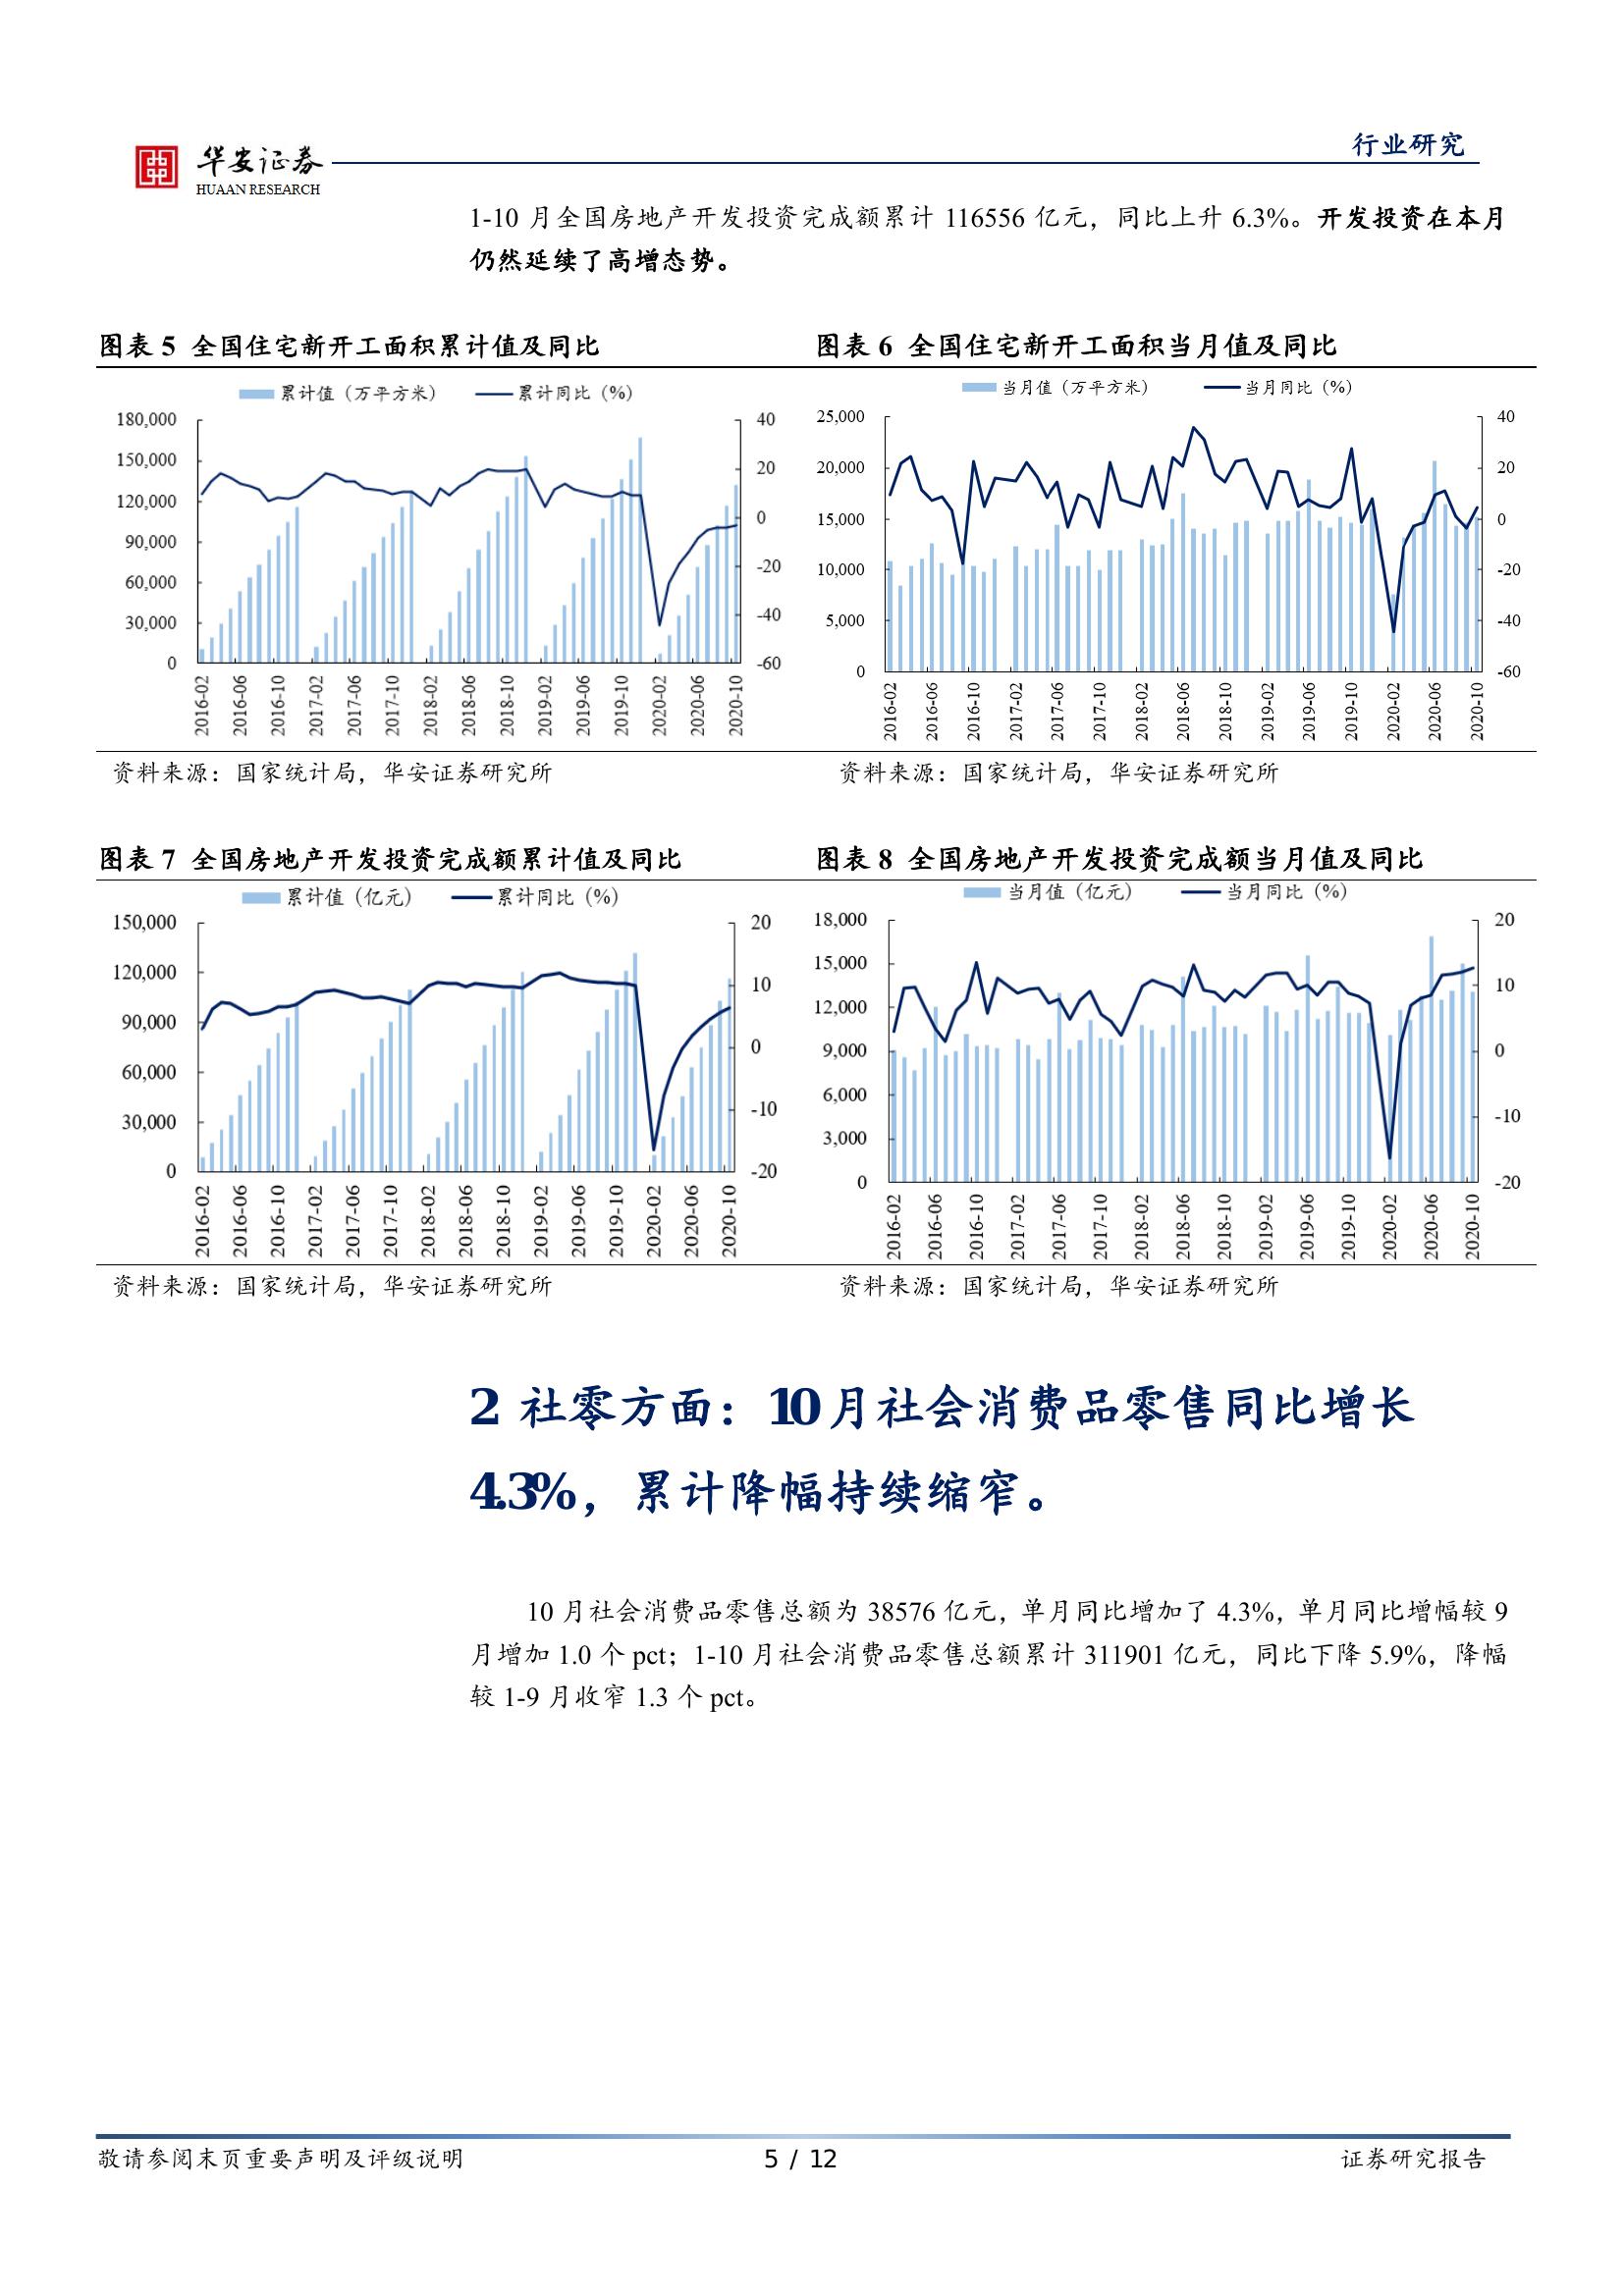 华安证券
HUAAN RESEARCH
行业研究
1-10 月全国房地产开发投资完成额累计 116556 亿元，同比上升 6.3%。开发投资在本月
仍然延续了高增态势。
图表 5 全国住宅新开工面积累计值及同比
累计值（万平方米） 累计同比（%）
180,000
150,000
120,000
90,000
60,000
30,000
0
40
20
0
-20
-40
-60
2016-02 2016-06 2016-10 2017-02 2017-06 2017-10 2018-02 2018-06 2018-10 2019-02 2019-06 2019-10 2020-02 2020-06 2020-10
资料来源：国家统计局，华安证券研究所
图表 6 全国住宅新开工面积当月值及同比
当月值（万平方米） 当月同比（%）
25,000
20,000
15,000
10,000
5,000
0
40
20
0
-20
-40
-60
2016-02 2016-06 2016-10 2017-02 2017-06 2017-10 2018-02 2018-06 2018-10 2019-02 2019-06 2019-10 2020-02 2020-06 2020-10
资料来源：国家统计局，华安证券研究所
图表 7 全国房地产开发投资完成额累计值及同比
累计值（亿元） 累计同比（%）
150,000
120,000
90,000
60,000
30,000
0
20
10
0
-10
-20
2016-02 2016-06 2016-10 2017-02 2017-06 2017-10 2018-02 2018-06 2018-10 2019-02 2019-06 2019-10 2020-02 2020-06 2020-10
资料来源：国家统计局，华安证券研究所
图表 8 全国房地产开发投资完成额当月值及同比
当月值（亿元） 当月同比（%）
18,000
15,000
12,000
9,000
6,000
3,000
0
20
10
0
-10
-20
2016-02 2016-06 2016-10 2017-02 2017-06 2017-10 2018-02 2018-06 2018-10 2019-02 2019-06 2019-10 2020-02 2020-06 2020-10
资料来源：国家统计局，华安证券研究所
2 社零方面：10月社会消费品零售同比增长
4.3%，累计降幅持续缩窄。
10 月社会消费品零售总额为 38576 亿元，单月同比增加了 4.3%，单月同比增幅较 9
月增加 1.0 个 pct；1-10 月社会消费品零售总额累计 311901 亿元，同比下降 5.9%，降幅
较 1-9 月收窄 1.3 个 pct。
敬请参阅末页重要声明及评级说明
5 / 12
证券研究报告